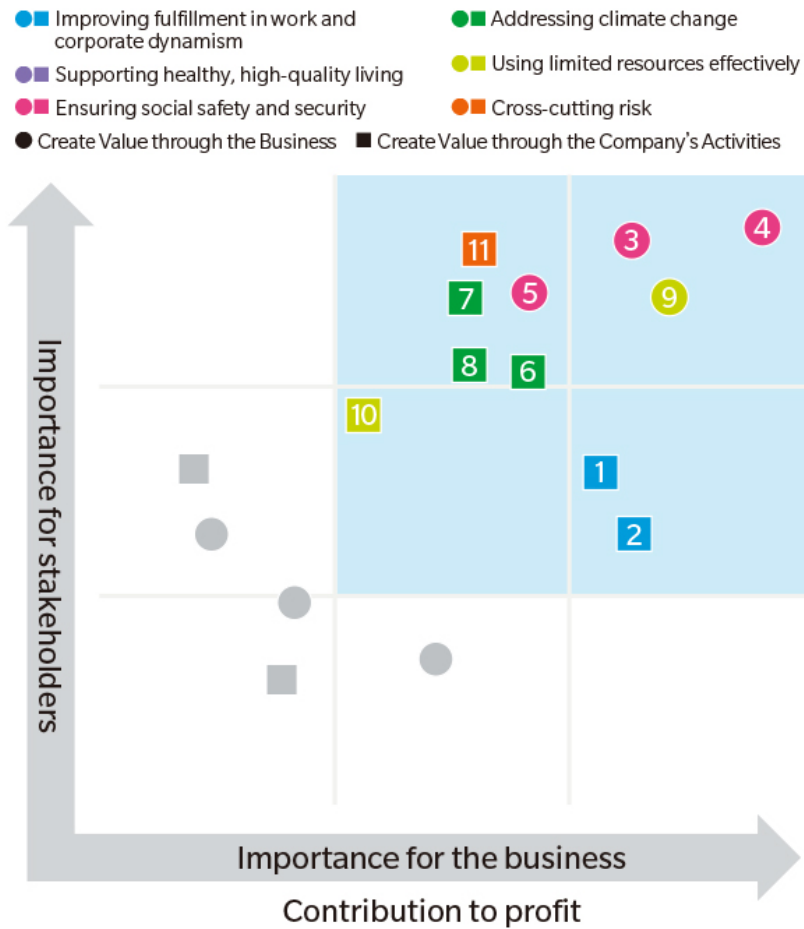 Improving fulfillment in work and
corporate dynamism
Supporting healthy, high-quality living
Ensuring social safety and security
Addressing climate change
Using limited resources effectively
Cross-cutting risk
Create Value through the Business
Create Value through the Company's Activities
4
3
11
5
9
7
8
6
10
1
2
Importance for stakeholders
Importance for the business
Contribution to profit